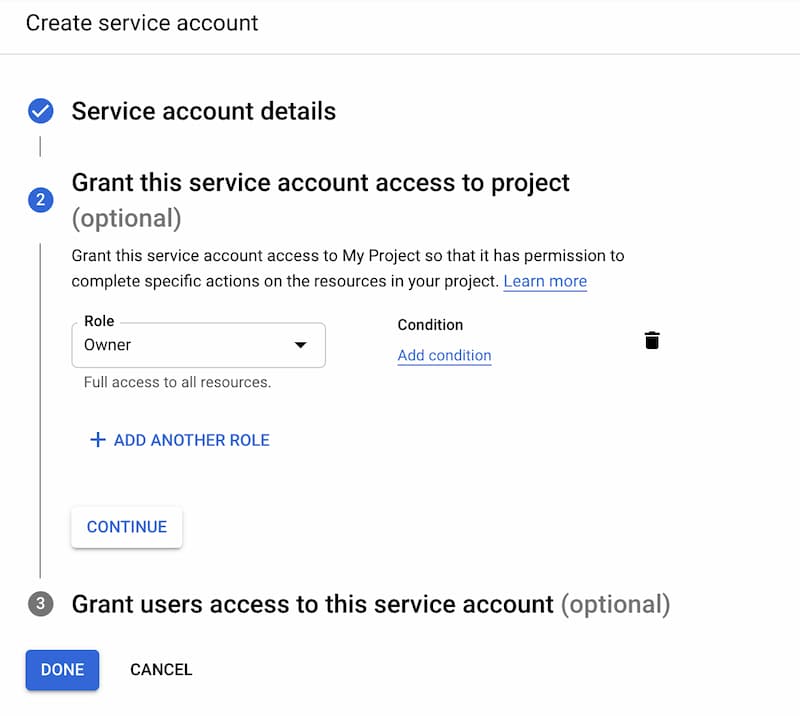 Create service account
Service account details
2
Grant this service account access to project
(optional)
Grant this service account access to My Project so that it has permission to
complete specific actions on the resources in your project. Learn more
Role
Owner
Full access to all resources.
Condition
Add condition
ADD ANOTHER ROLE
CONTINUE
3 Grant users access to this service account (optional)
DONE CANCEL